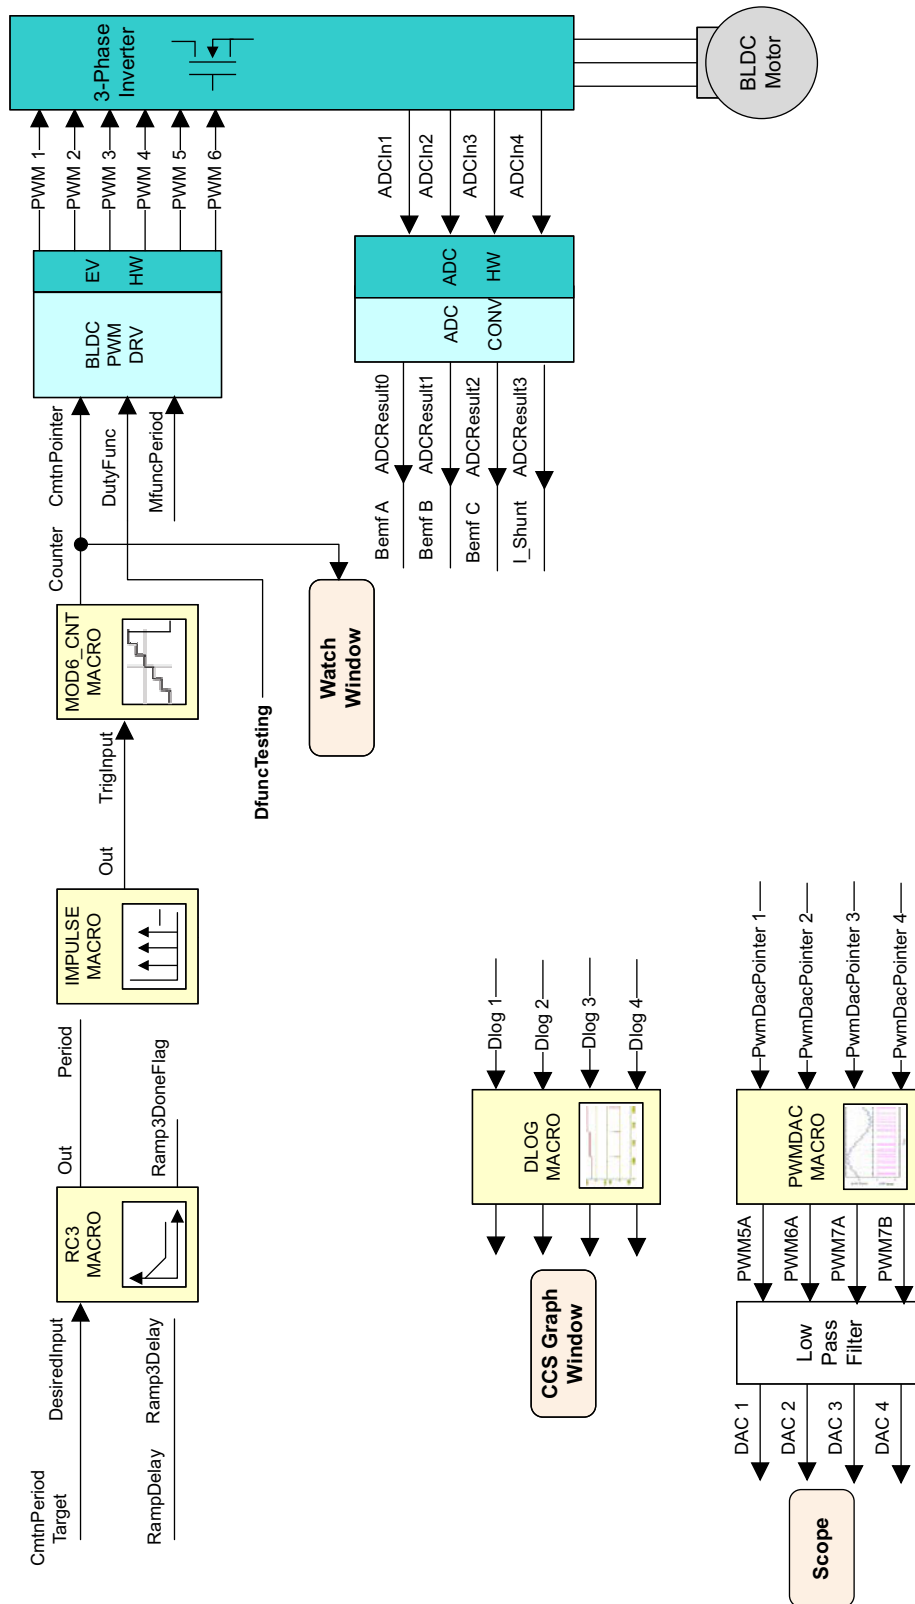 CmtnPeriod
Target
DesiredInput
RampDelay
Ramp3Delay
RC3
MACRO
Out
Period
Ramp3DoneFlag
IMPULSE
MACRO
Out
TrigInput
MOD6_CNT
MACRO
Counter
CmtnPointer
DutyFunc
MfuncPeriod
DfuncTesting
Watch
Window
BLDC
PWM
DRV
EV
HW
PWM 1
PWM 2
PWM 3
PWM 4
PWM 5
PWM 6
3-Phase
Inverter
BLDC
Motor
ADCIn1
ADCIn2
ADCIn3
ADCIn4
ADC
HW
ADC
CONV
ADCResult0
ADCResult1
ADCResult2
ADCResult3
Bemf A
Bemf B
Bemf C
I_Shunt
Dlog 1
Dlog 2
Dlog 3
Dlog 4
DLOG
MACRO
CCS Graph
Window
PwmDacPointer 1
PwmDacPointer 2
PwmDacPointer 3
PwmDacPointer 4
PWMDAC
MACRO
PWM5A
PWM6A
PWM7A
PWM7B
Low
Pass
Filter
DAC 1
DAC 2
DAC 3
DAC 4
Scope